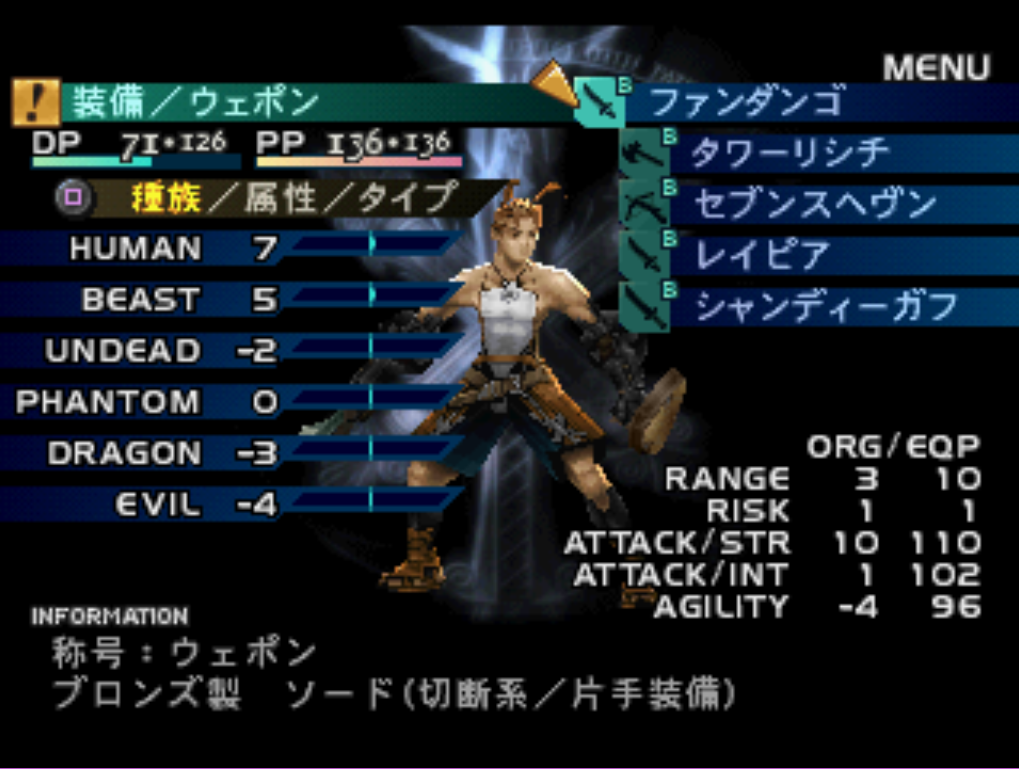 MENU
装備／ウェポン
B ファンダンゴ
DP 71・126 PP 136・136
B タワーリシチ
種族／属性／タイプ
B セブンスヘヴン
HUMAN 7
B レイピア
BEAST 5
B シャンディーガフ
UNDEAD -2
PHANTOM 0
DRAGON -3
EVIL -4
ORG/EQP
RANGE 3 10
RISK 1 1
ATTACK/STR 10 110
ATTACK/INT 1 102
AGILITY -4 96
INFORMATION
称号：ウェポン
ブロンズ製　ソード(切断系／片手装備)